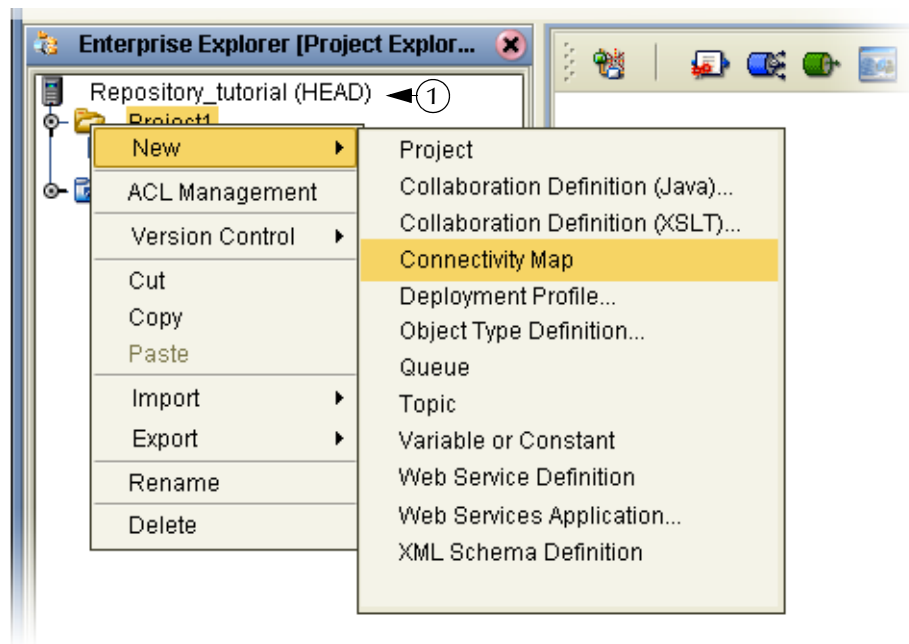 Enterprise Explorer [Project Explor...
Repository_tutorial (HEAD)
1
Project1
New
ACL Management
Version Control
Cut
Copy
Paste
Import
Export
Rename
Delete
Project
Collaboration Definition (Java)...
Collaboration Definition (XSLT)...
Connectivity Map
Deployment Profile...
Object Type Definition...
Queue
Topic
Variable or Constant
Web Service Definition
Web Services Application...
XML Schema Definition